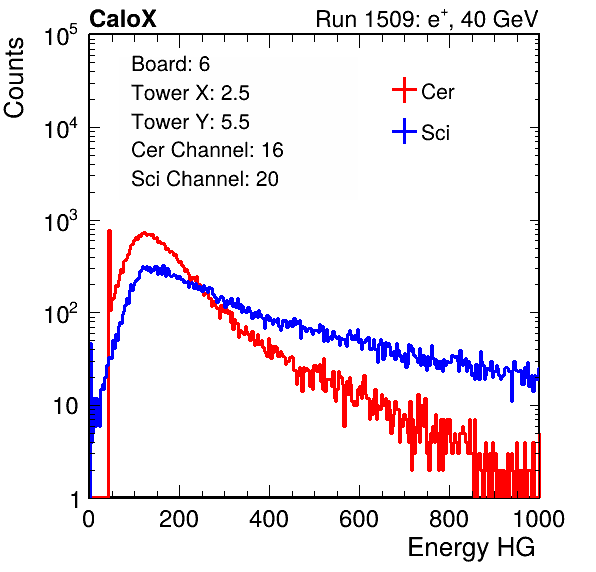 CaloX Run 1509: e⁺, 40 GeV
Counts
10⁵
10⁴
10³
10²
10
1
Board: 6
Tower X: 2.5
Tower Y: 5.5
Cer Channel: 16
Sci Channel: 20
Cer
Sci
0 200 400 600 800 1000
Energy HG